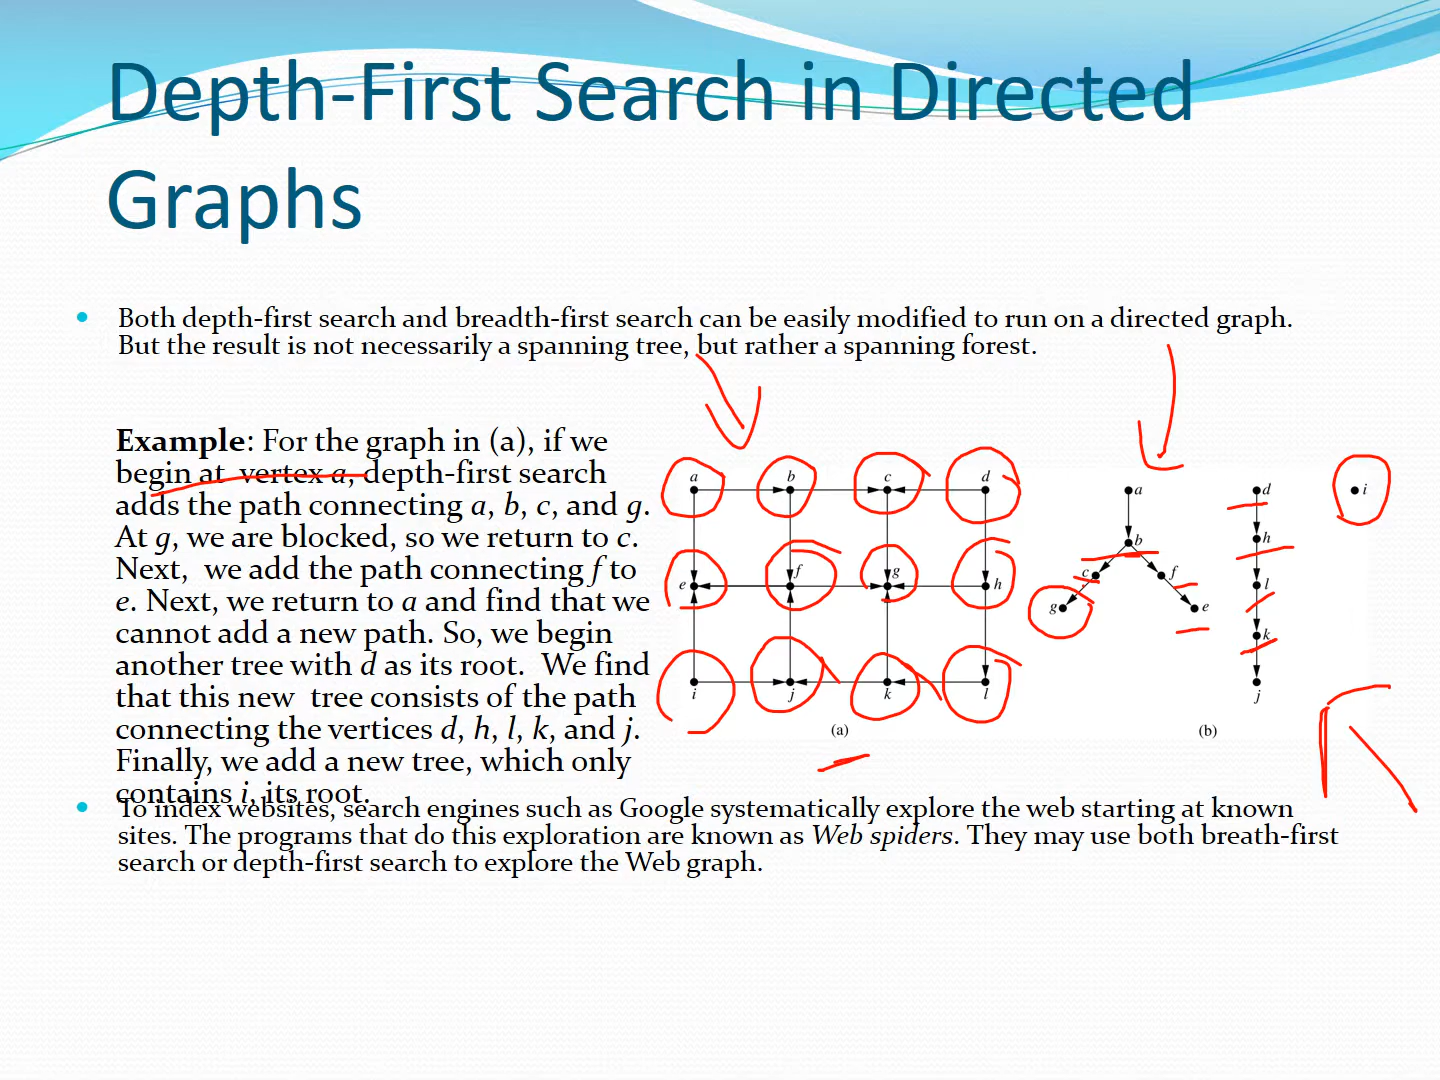 Depth-First Search in Directed
Graphs
Both depth-first search and breadth-first search can be easily modified to run on a directed graph.
But the result is not necessarily a spanning tree, but rather a spanning forest.
Example: For the graph in (a), if we
begin at vertex a, depth-first search
adds the path connecting a, b, c, and g.
At g, we are blocked, so we return to c.
Next, we add the path connecting f to
e. Next, we return to a and find that we
cannot add a new path. So, we begin
another tree with d as its root. We find
that this new tree consists of the path
connecting the vertices d, h, l, k, and j.
Finally, we add a new tree, which only
contains i, its root.
a b c d
e f g h
i j k l
(a)
a d i
b h
c f l
g e k
j
(b)
To index websites, search engines such as Google systematically explore the web starting at known
sites. The programs that do this exploration are known as Web spiders. They may use both breath-first
search or depth-first search to explore the Web graph.